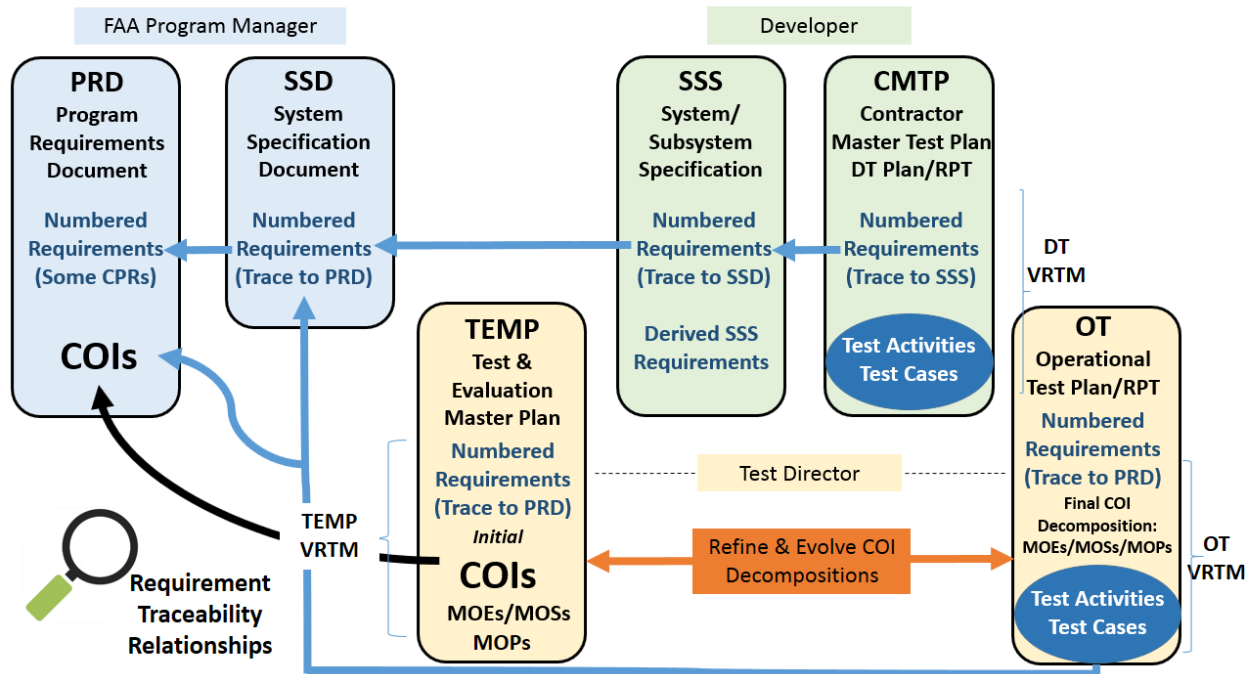 FAA Program Manager
Developer
PRD
Program
Requirements
Document
Numbered
Requirements
(Some CPRs)
COIs
SSD
System
Specification
Document
Numbered
Requirements
(Trace to PRD)
SSS
System/
Subsystem
Specification
Numbered
Requirements
(Trace to SSD)
Derived SSS
Requirements
CMTP
Contractor
Master Test Plan
DT Plan/RPT
Numbered
Requirements
(Trace to SSS)
Test Activities
Test Cases
DT
VRTM
TEMP
Test &
Evaluation
Master Plan
Numbered
Requirements
(Trace to PRD)
Initial
COIs
MOEs/MOSs
MOPs
TEMP
VRTM
Test Director
Refine & Evolve COI
Decompositions
OT
Operational
Test Plan/RPT
Numbered
Requirements
(Trace to PRD)
Final COI
Decomposition:
MOEs/MOSs/MOPs
Test Activities
Test Cases
OT
VRTM
Requirement
Traceability
Relationships